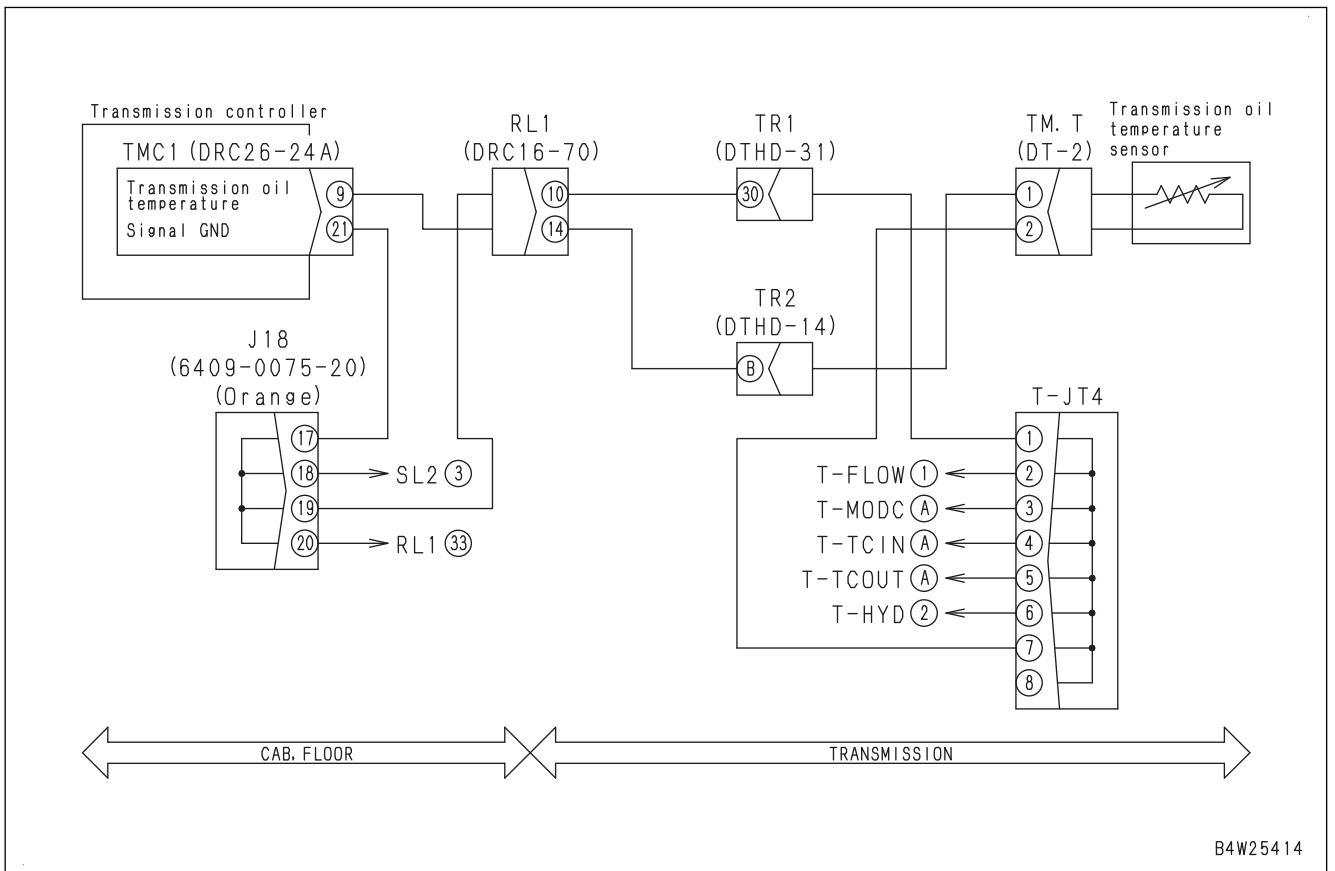 Transmission controller
TMC1 (DRC26-24A)
Transmission oil
temperature
9
Signal GND
21
RL1
(DRC16-70)
10
14
TR1
(DTHD-31)
30
TR2
(DTHD-14)
B
TM. T
(DT-2)
1
2
Transmission oil
temperature
sensor
J18
(6409-0075-20)
(Orange)
17
18
SL2 3
19
20
RL1 33
T-JT4
1
T-FLOW 1
2
T-MODC A
3
T-TCIN A
4
T-TCOUT A
5
T-HYD 2
6
7
8
CAB. FLOOR
TRANSMISSION
B4W25414